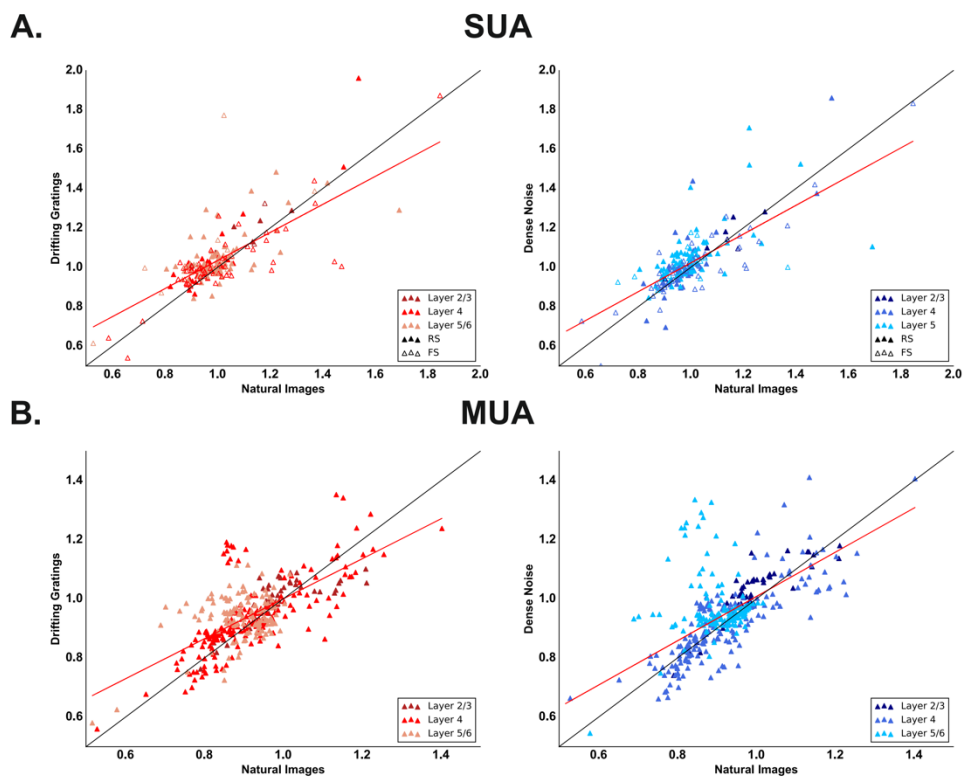 A.
SUA
2.0
1.8
1.6
1.4
1.2
1.0
0.8
0.6
Drifting Gratings
0.6 0.8 1.0 1.2 1.4 1.6 1.8 2.0
Natural Images
Layer 2/3
Layer 4
Layer 5/6
RS
FS
2.0
1.8
1.6
1.4
1.2
1.0
0.8
0.6
Dense Noise
0.6 0.8 1.0 1.2 1.4 1.6 1.8 2.0
Natural Images
Layer 2/3
Layer 4
Layer 5
RS
FS
B.
MUA
1.4
1.2
1.0
0.8
0.6
Drifting Gratings
0.6 0.8 1.0 1.2 1.4
Natural Images
Layer 2/3
Layer 4
Layer 5/6
1.4
1.2
1.0
0.8
0.6
Dense Noise
0.6 0.8 1.0 1.2 1.4
Natural Images
Layer 2/3
Layer 4
Layer 5/6